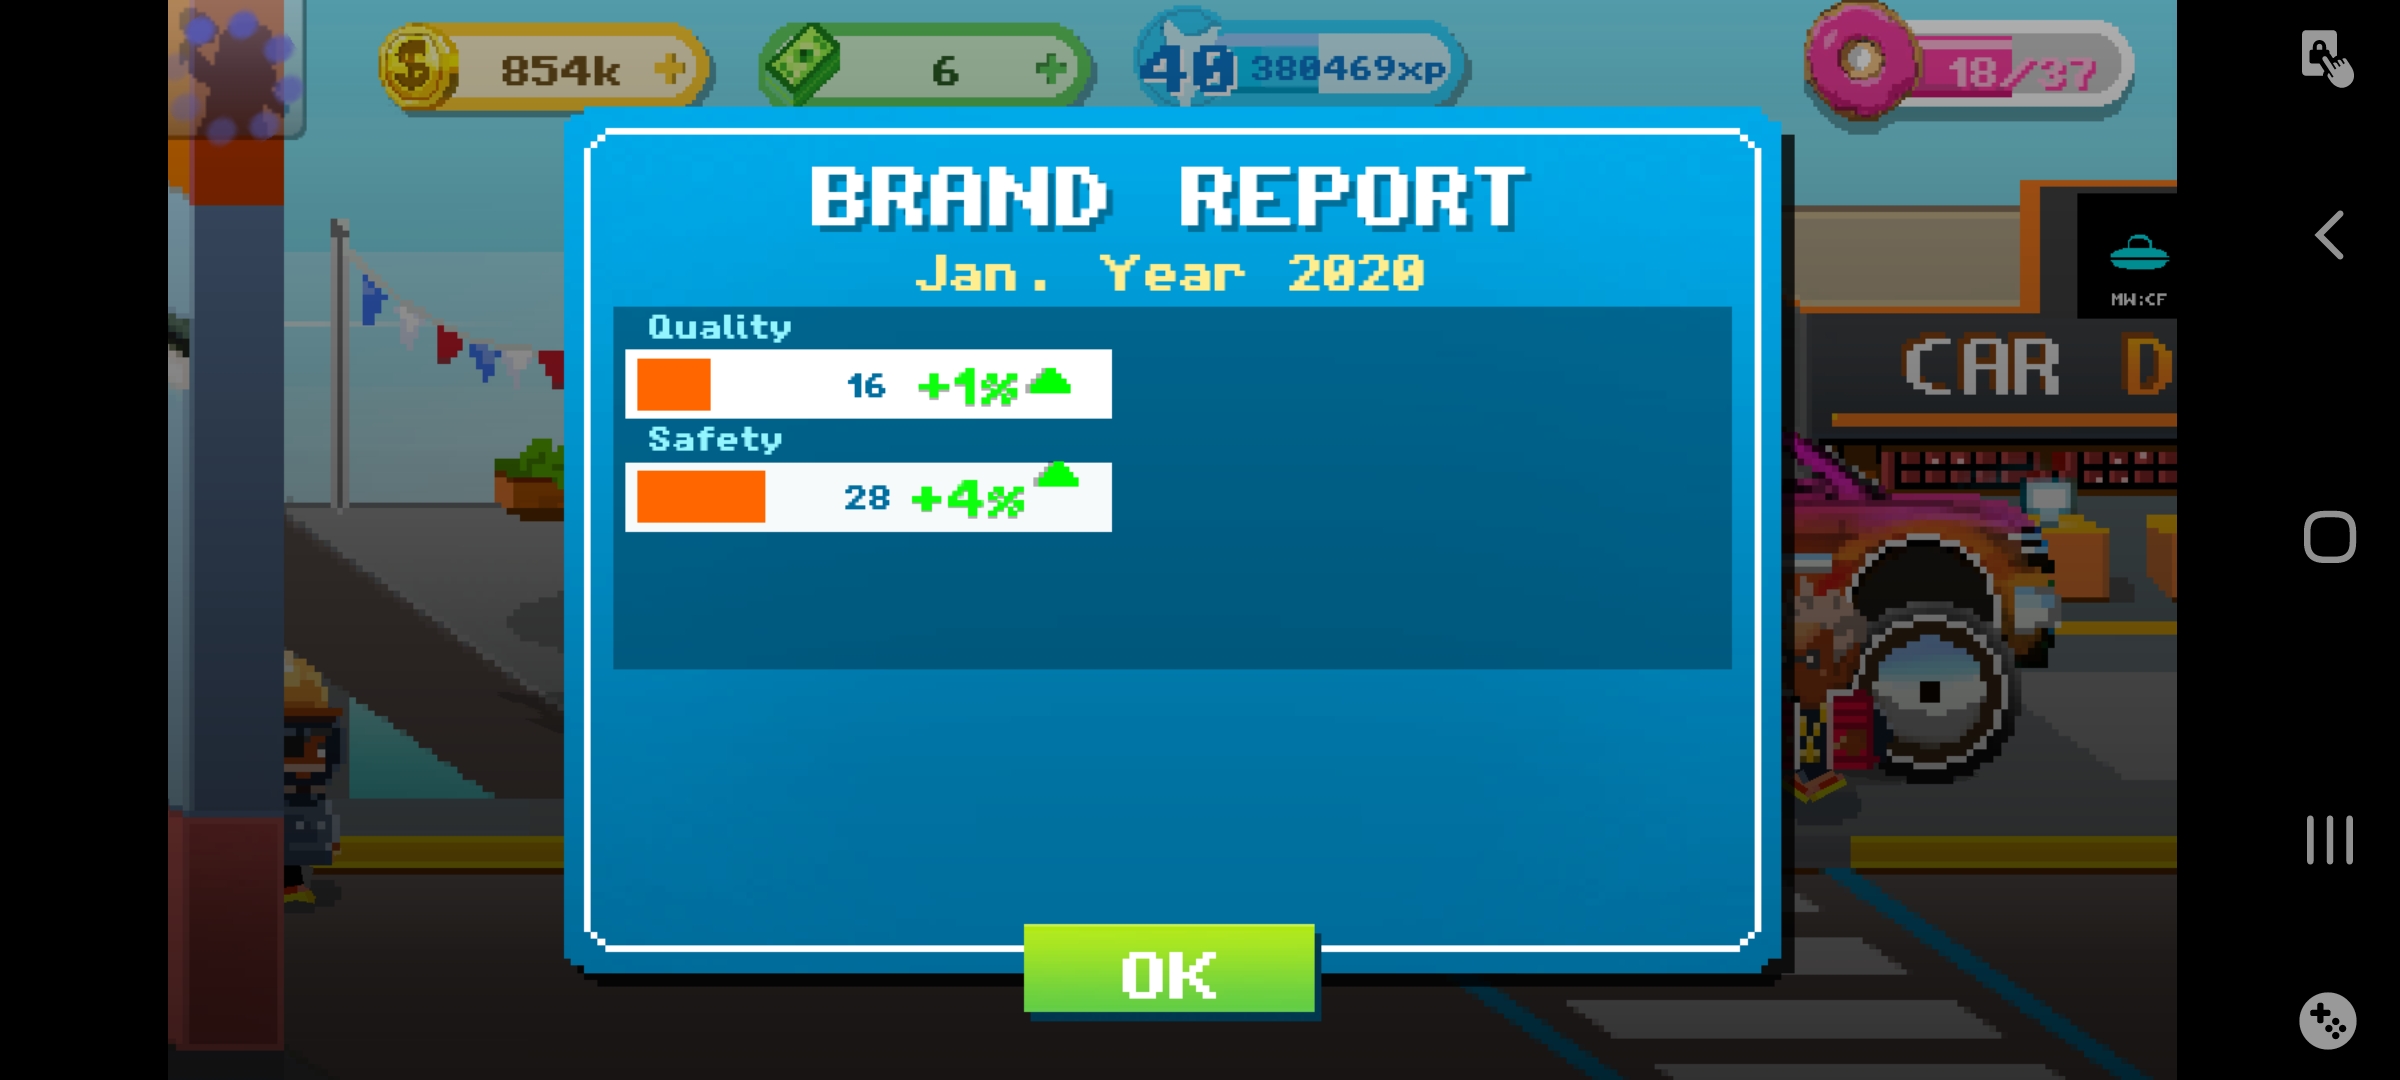 854k +
6 +
40 380469xp
18/37
BRAND REPORT
Jan. Year 2020
Quality
16 +1%
Safety
28 +4%
OK
MW:CF
CAR D